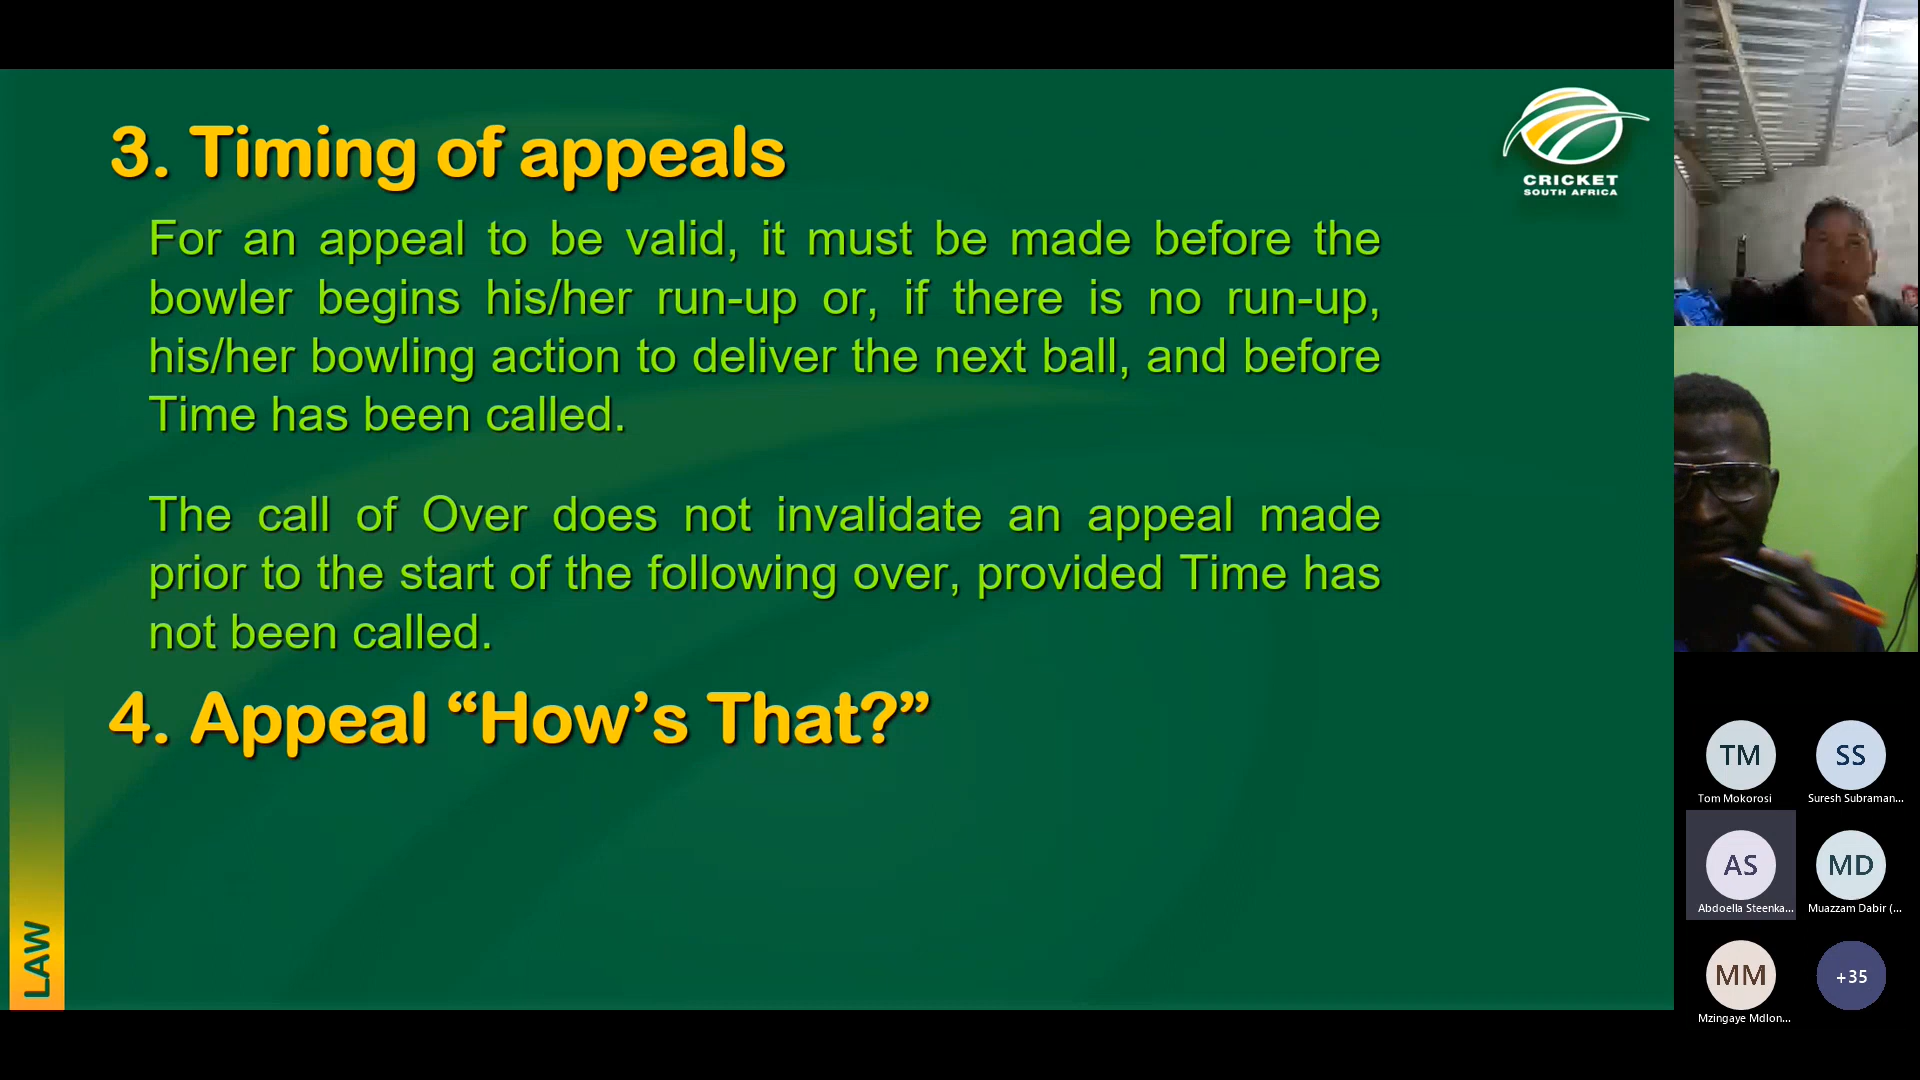 3. Timing of appeals
CRICKET
SOUTH AFRICA
For an appeal to be valid, it must be made before the
bowler begins his/her run-up or, if there is no run-up,
his/her bowling action to deliver the next ball, and before
Time has been called.
The call of Over does not invalidate an appeal made
prior to the start of the following over, provided Time has
not been called.
4. Appeal “How’s That?”
LAW
TM
Tom Mokorosi
SS
Suresh Subraman...
AS
Abdoella Steenka...
MD
Muazzam Dabir (...
MM
Mzingaye Mdlon...
+35